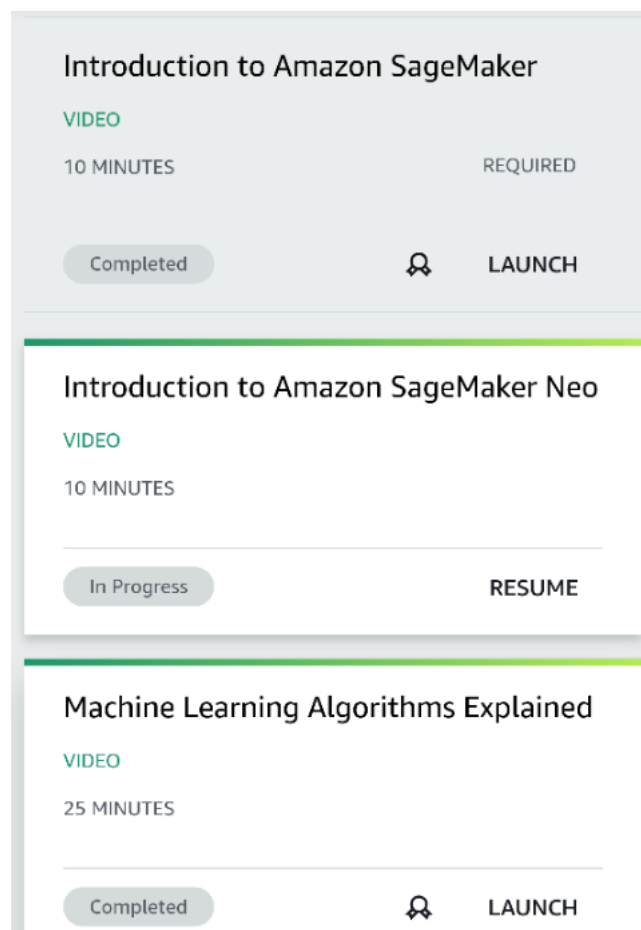 Introduction to Amazon SageMaker
VIDEO
10 MINUTES REQUIRED
Completed LAUNCH
Introduction to Amazon SageMaker Neo
VIDEO
10 MINUTES
In Progress RESUME
Machine Learning Algorithms Explained
VIDEO
25 MINUTES
Completed LAUNCH